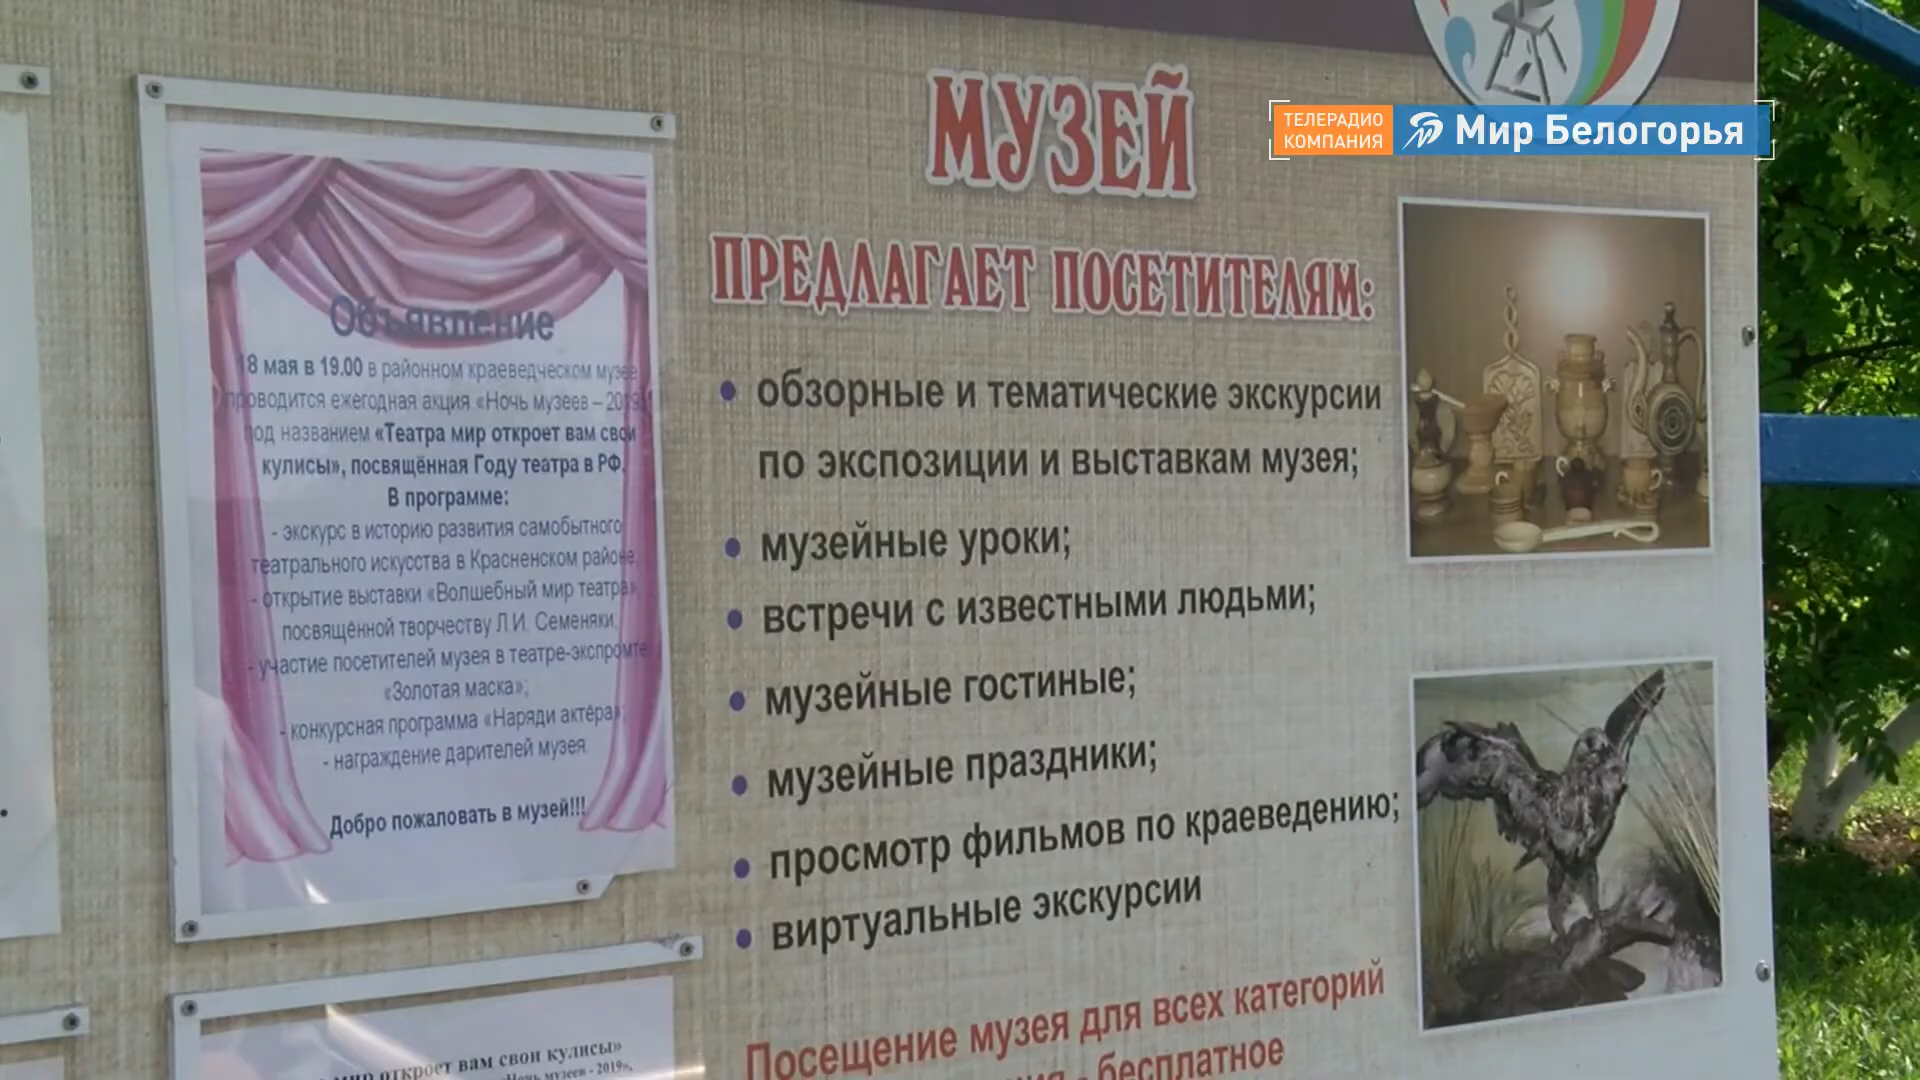 МУЗЕЙ
ТЕЛЕРАДИО
КОМПАНИЯ
Мир Белогорья
ПРЕДЛАГАЕТ ПОСЕТИТЕЛЯМ:
• обзорные и тематические экскурсии
по экспозиции и выставкам музея;
• музейные уроки;
• встречи с известными людьми;
• музейные гостиные;
• музейные праздники;
• просмотр фильмов по краеведению;
• виртуальные экскурсии
Посещение музея для всех категорий
- бесплатное
Объявление
18 мая в 19.00 в районном краеведческом музее
проводится ежегодная акция «Ночь музеев – 2019»
под названием «Театра мир откроет вам свои
кулисы», посвящённая Году театра в РФ.
В программе:
- экскурс в историю развития самобытного
театрального искусства в Красненском районе;
- открытие выставки «Волшебный мир театра»,
посвящённой творчеству Л.И. Семеняки;
- участие посетителей музея в театре-экспромте
«Золотая маска»;
- конкурсная программа «Наряди актёра»;
- награждение дарителей музея.
Добро пожаловать в музей!!!
мир откроет вам свои кулисы»
«Ночь музеев - 2019»,